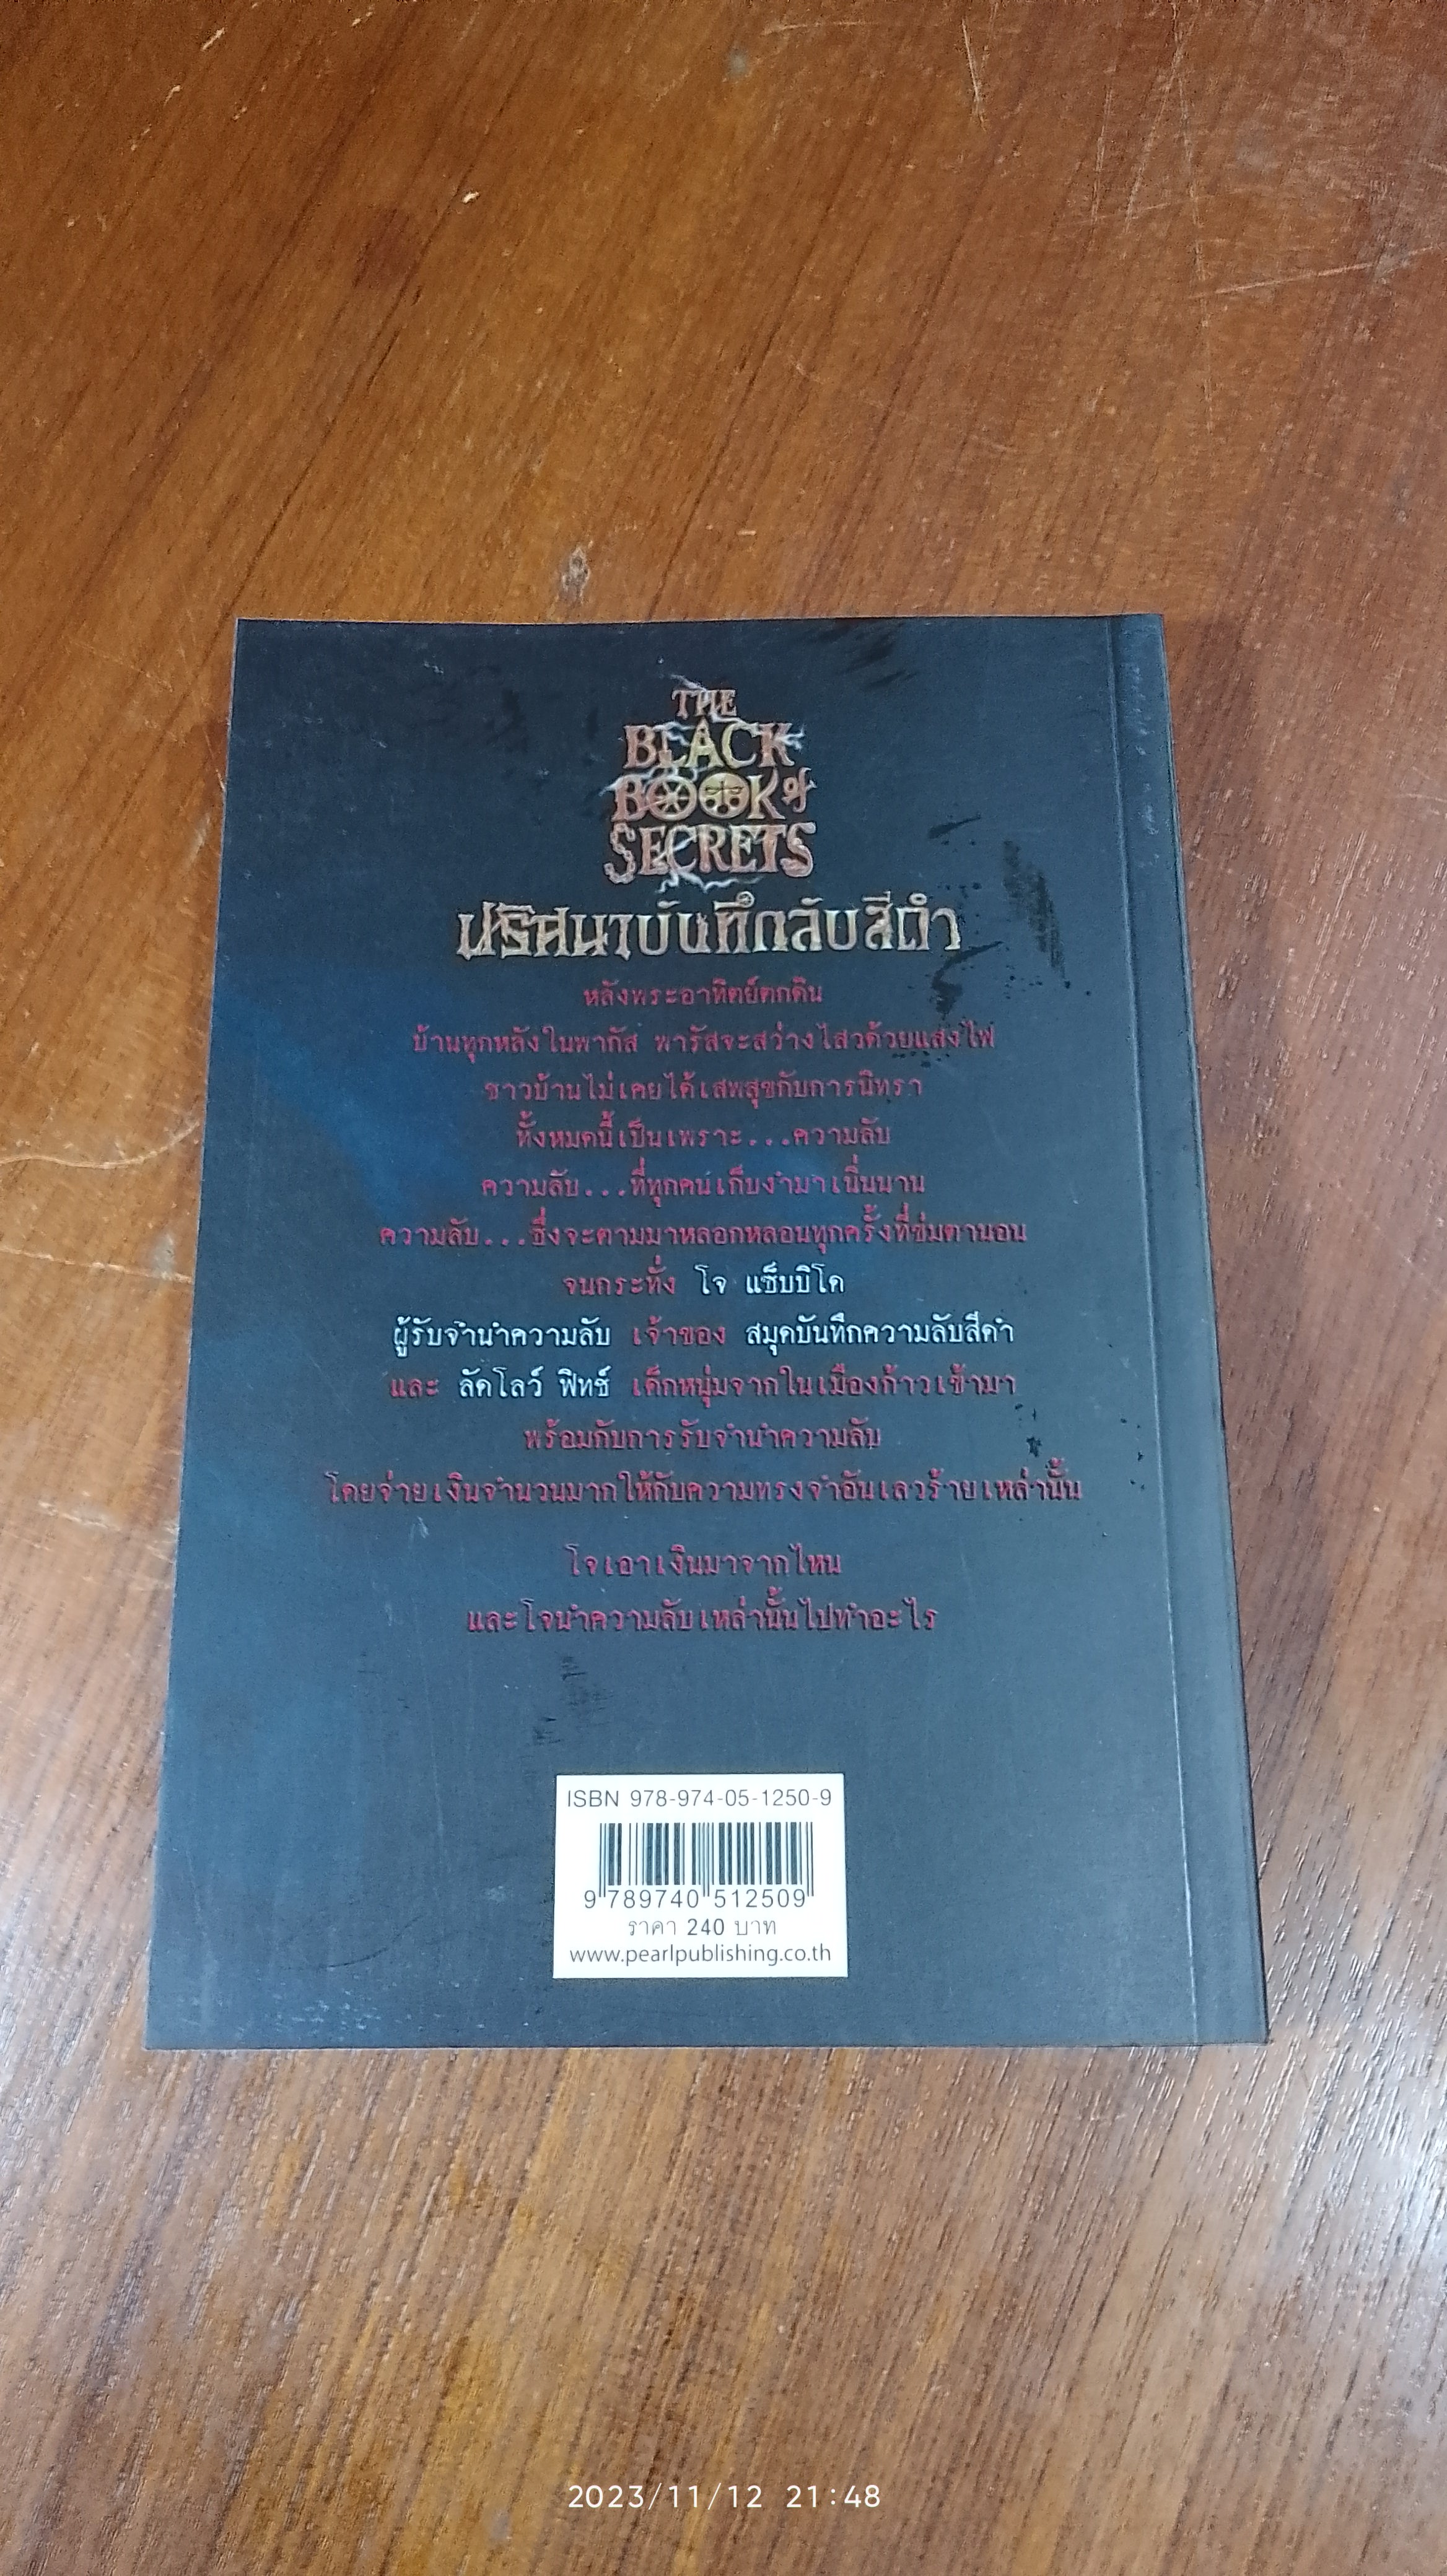 THE
BLACK
BOOK of
SECRETS
ปริศนาบันทึกลับสีดำ
หลังพระอาทิตย์ตกดิน
บ้านทุกหลังในพากัส พารัสจะสว่างไสวด้วยแสงไฟ
ชาวบ้านไม่เคยได้เสพสุขกับการนิทรา
ทั้งหมดนี้เป็นเพราะ...ความลับ
ความลับ...ที่ทุกคนเก็บงำมาเนิ่นนาน
ความลับ...ซึ่งจะตามมาหลอกหลอนทุกครั้งที่ข่มตานอน
จนกระทั่ง โจ แซ็บบิโด
ผู้รับจำนำความลับ เจ้าของ สมุดบันทึกความลับสีดำ
และ ลัดโลว์ ฟิทช์ เด็กหนุ่มจากในเมืองก้าวเข้ามา
พร้อมกับการรับจำนำความลับ
โดยจ่ายเงินจำนวนมากให้กับความทรงจำอันเลวร้ายเหล่านั้น
โจเอาเงินมาจากไหน
และโจนำความลับเหล่านั้นไปทำอะไร
ISBN 978-974-05-1250-9
9 789740 512509
ราคา 240 บาท
www.pearlpublishing.co.th
2023/11/12 21:48